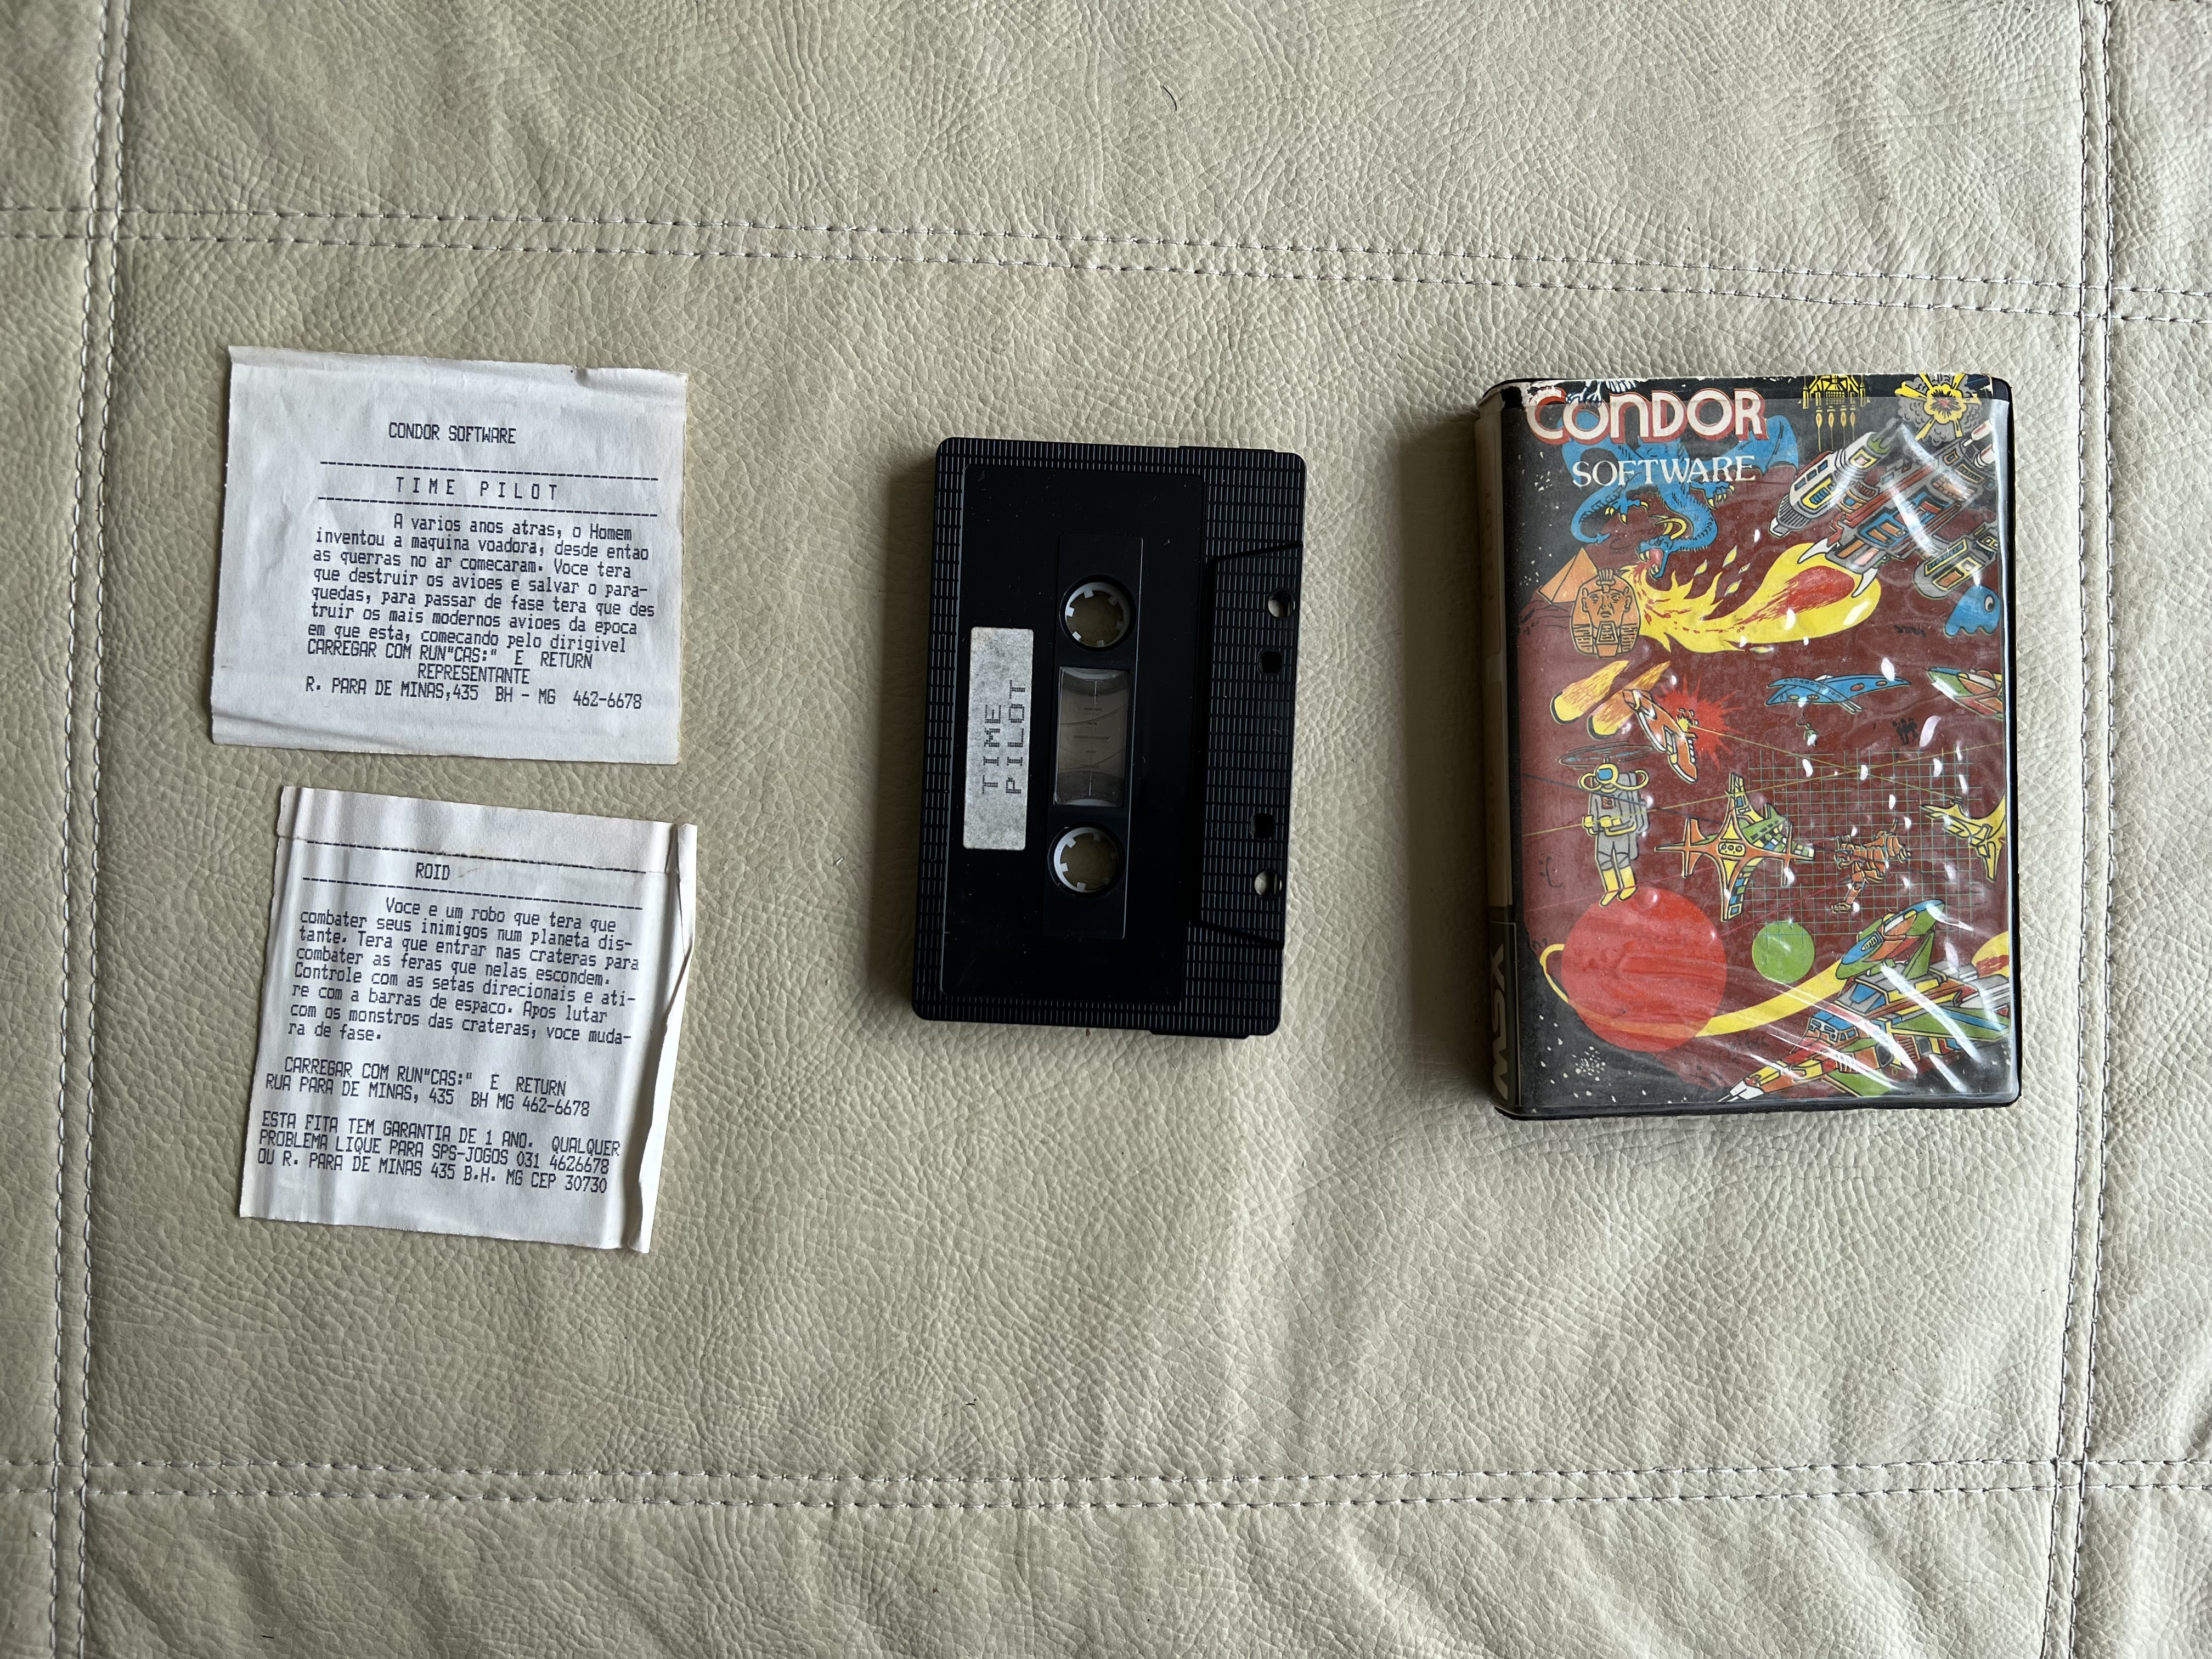 CONDOR SOFTWARE
TIME PILOT
A varios anos atras, o Homem
inventou a maquina voadora, desde entao
as querras no ar comecaram. Voce tera
que destruir os avioes e salvar o para-
quedas, para passar de fase tera que des
truir os mais modernos avioes da epoca
em que esta, comecando pelo dirigivel
CARREGAR COM RUN"CAS:" E RETURN
REPRESENTANTE
R. PARA DE MINAS,435 BH - MG 462-6678
ROID
Voce e um robo que tera que
combater seus inimigos num planeta dis-
tante. Tera que entrar nas crateras para
combater as feras que nelas escondem.
Controle com as setas direcionais e ati-
re com a barras de espaco. Apos lutar
com os monstros das crateras, voce muda-
ra de fase.
CARREGAR COM RUN"CAS:" E RETURN
RUA PARA DE MINAS, 435 BH MG 462-6678
ESTA FITA TEM GARANTIA DE 1 ANO. QUALQUER
PROBLEMA LIQUE PARA SPS-JOGOS 031 4626678
OU R. PARA DE MINAS 435 B.H. MG CEP 30730
TIME
PILOT
CONDOR
SOFTWARE
MSX